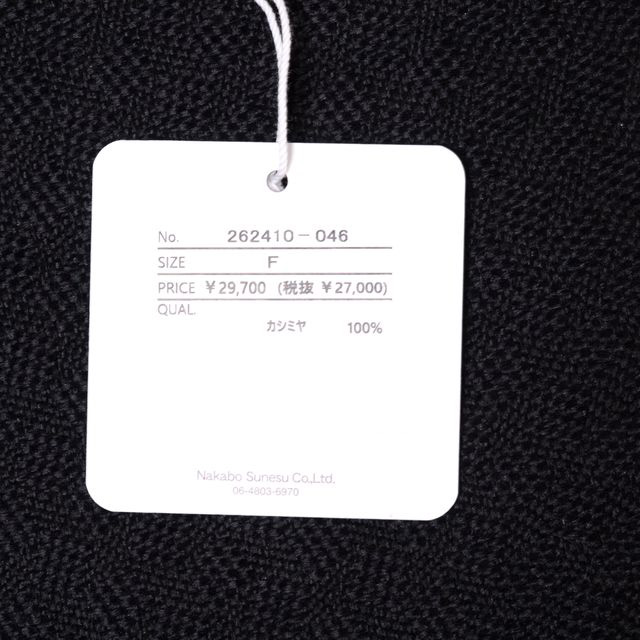 No. 262410-046
SIZE F
PRICE ¥29,700 (税抜 ¥27,000)
QUAL.
カシミヤ 100%
Nakabo Sunesu Co.,Ltd.
06-4803-6970